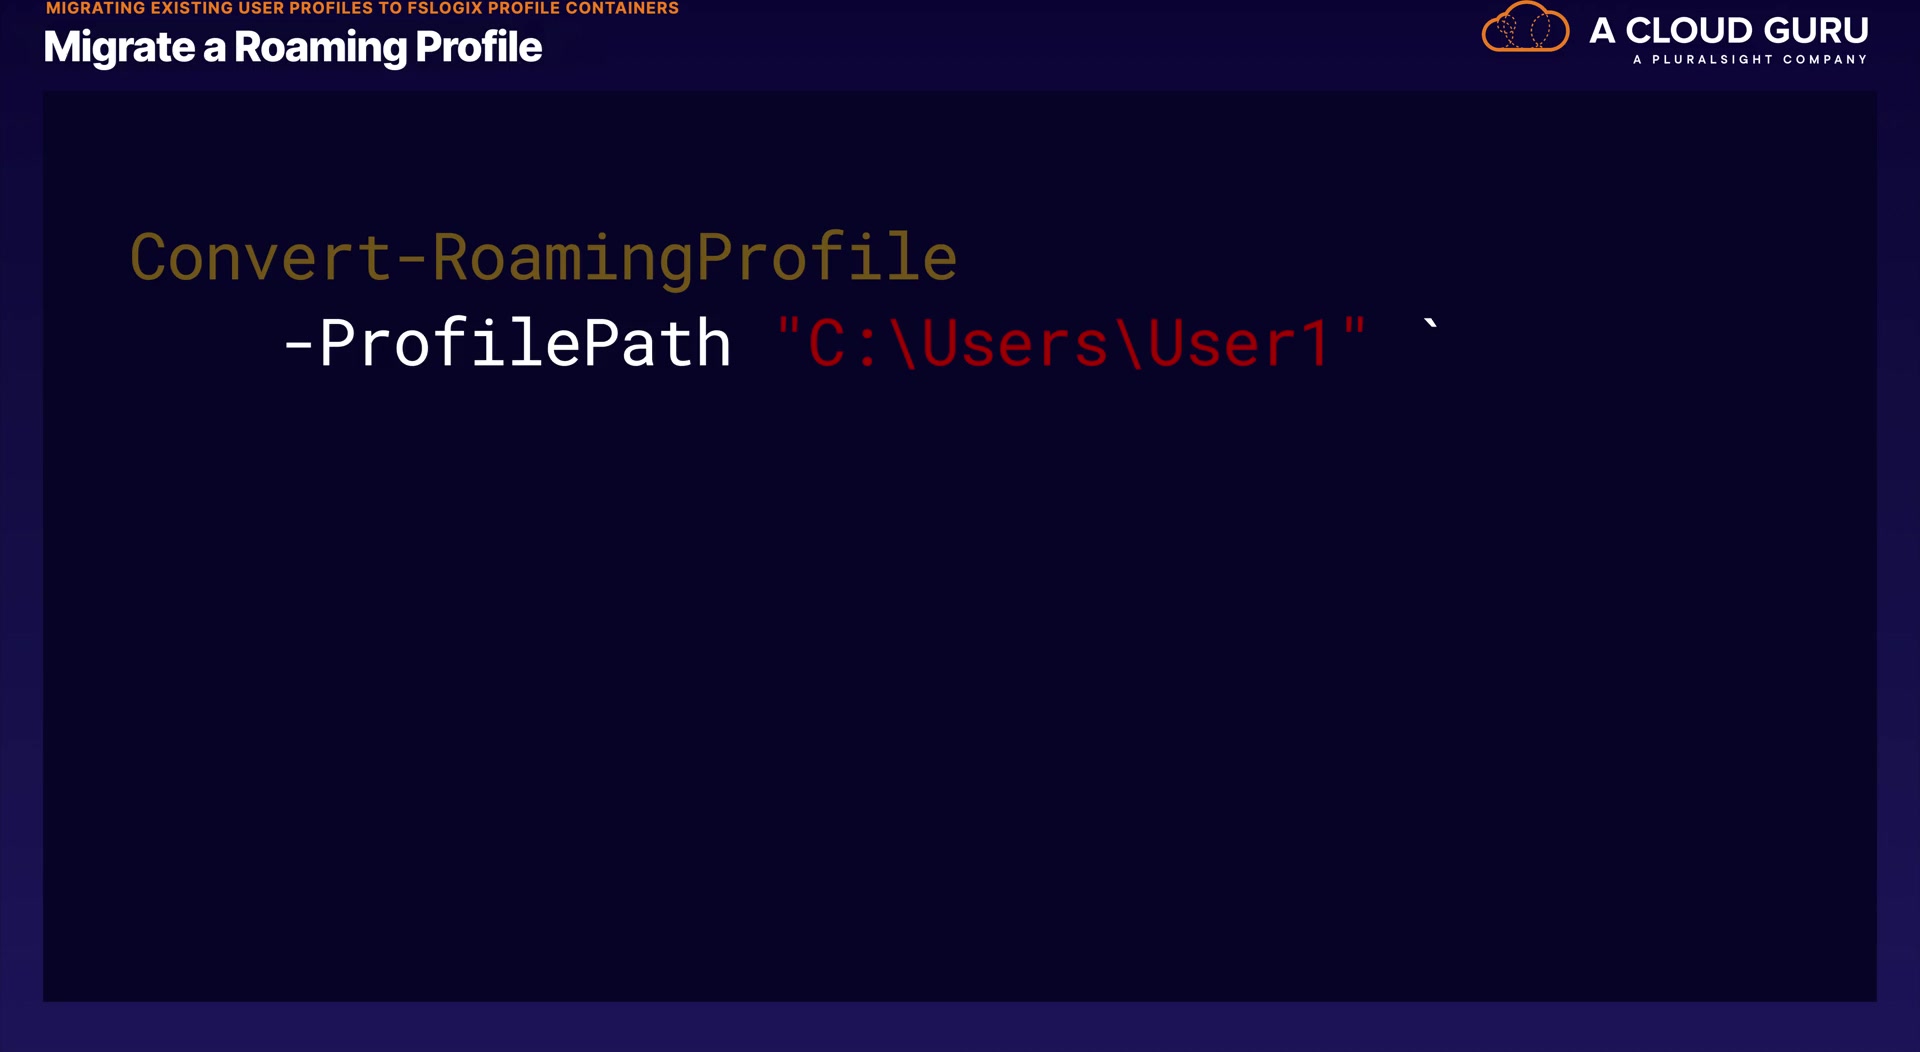 MIGRATING EXISTING USER PROFILES TO FSLOGIX PROFILE CONTAINERS
Migrate a Roaming Profile
A CLOUD GURU
A PLURALSIGHT COMPANY
Convert-RoamingProfile
-ProfilePath "C:\Users\User1" `